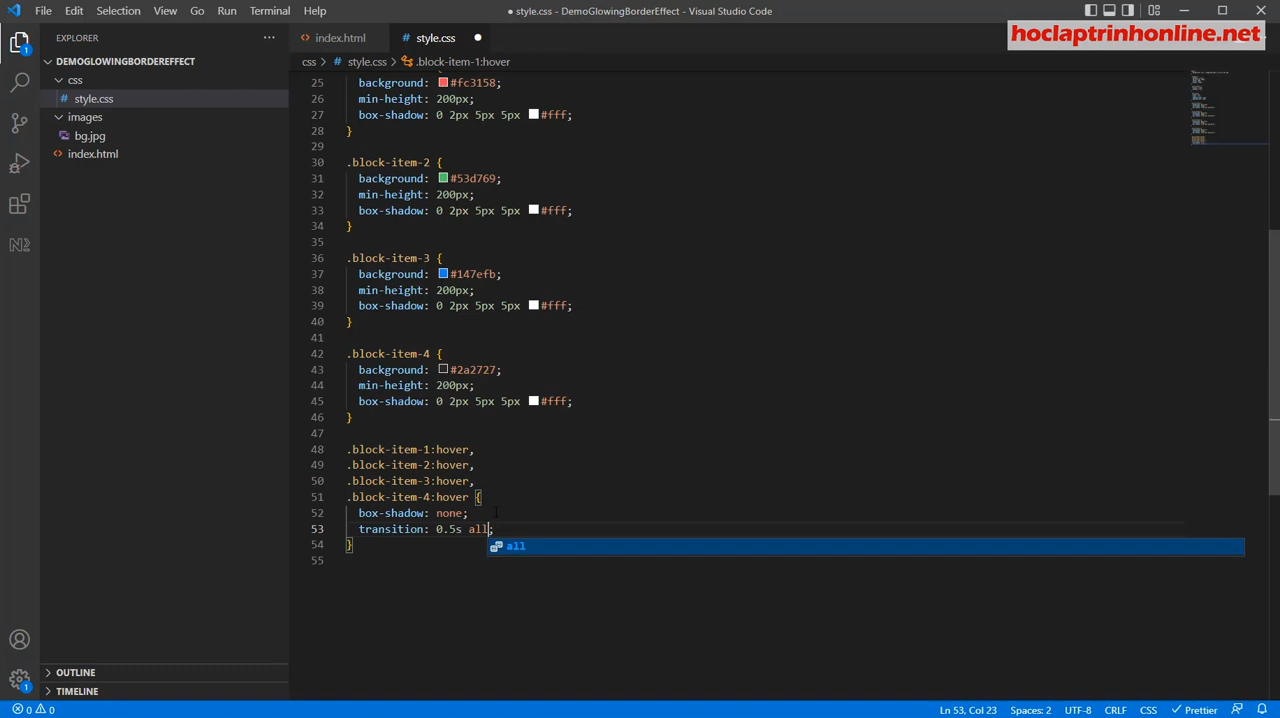 File Edit Selection View Go Run Terminal Help
● style.css - DemoGlowingBorderEffect - Visual Studio Code
hoclaptrinhonline.net
EXPLORER ...
DEMOGLOWINGBORDEREFFECT
css
style.css
images
bg.jpg
<> index.html
1
<> index.html
# style.css ●
css > # style.css > .block-item-1:hover
25 background: #fc3158;
26 min-height: 200px;
27 box-shadow: 0 2px 5px 5px #fff;
28 }
29
30 .block-item-2 {
31 background: #53d769;
32 min-height: 200px;
33 box-shadow: 0 2px 5px 5px #fff;
34 }
35
36 .block-item-3 {
37 background: #147efb;
38 min-height: 200px;
39 box-shadow: 0 2px 5px 5px #fff;
40 }
41
42 .block-item-4 {
43 background: #2a2727;
44 min-height: 200px;
45 box-shadow: 0 2px 5px 5px #fff;
46 }
47
48 .block-item-1:hover,
49 .block-item-2:hover,
50 .block-item-3:hover,
51 .block-item-4:hover {
52 box-shadow: none;
53 transition: 0.5s all;
54 }
all
55
OUTLINE
TIMELINE
1
0 0
Ln 53, Col 23 Spaces: 2 UTF-8 CRLF CSS Prettier